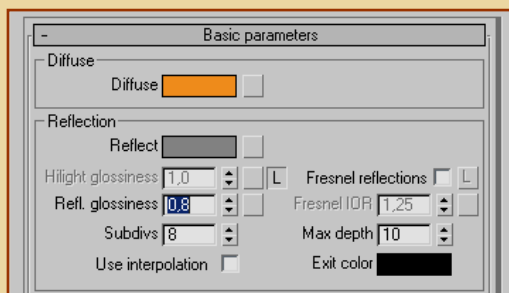 - Basic parameters
Diffuse
Diffuse
Reflection
Reflect
Hilight glossiness 1,0 L Fresnel reflections L
Refl. glossiness 0,8 Fresnel IOR 1,25
Subdivs 8 Max depth 10
Use interpolation Exit color